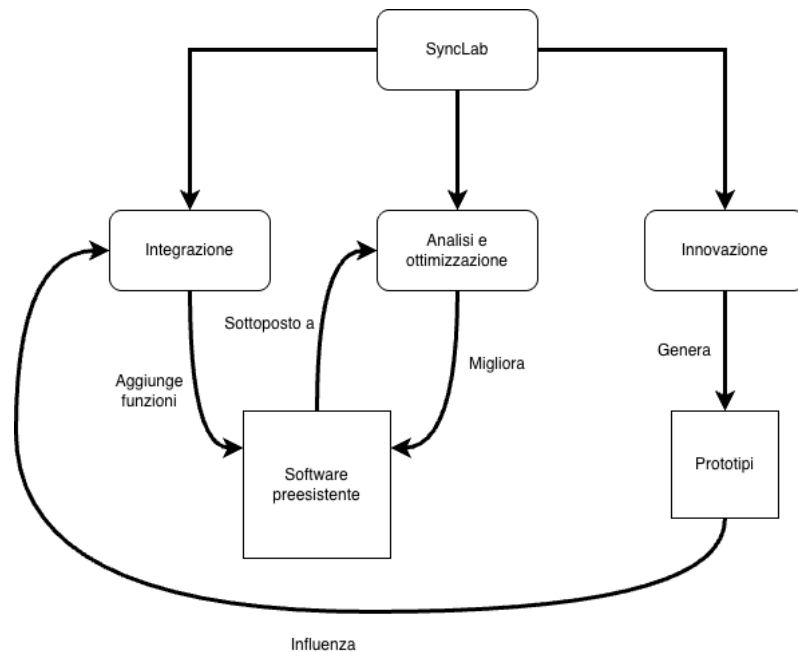 SyncLab
Integrazione
Analisi e
ottimizzazione
Innovazione
Sottoposto a
Aggiunge
funzioni
Migliora
Genera
Software
preesistente
Prototipi
Influenza